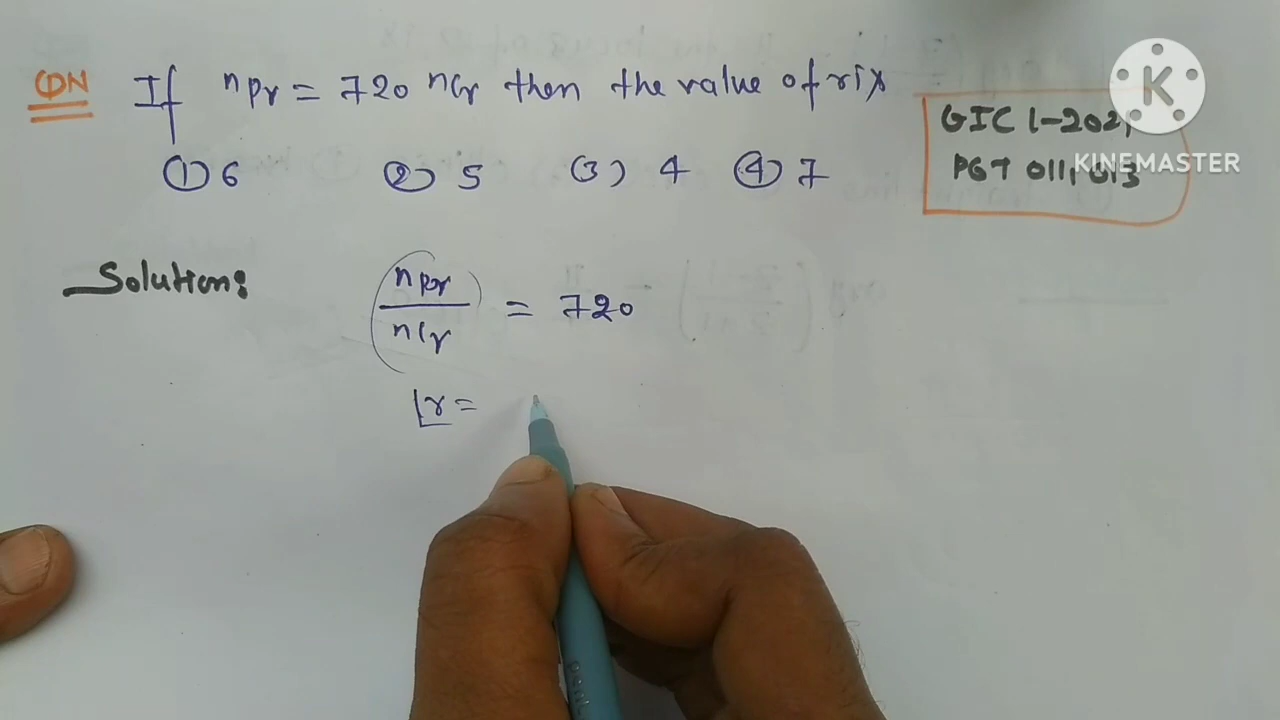 QN If nPr = 720 nCr then the value of r is
① 6 ② 5 (3) 4 ④ 7
GIC 1-2021
PGT 011, 013
K
KINEMASTER
Solution:
nPr
nCr
= 720
|r =